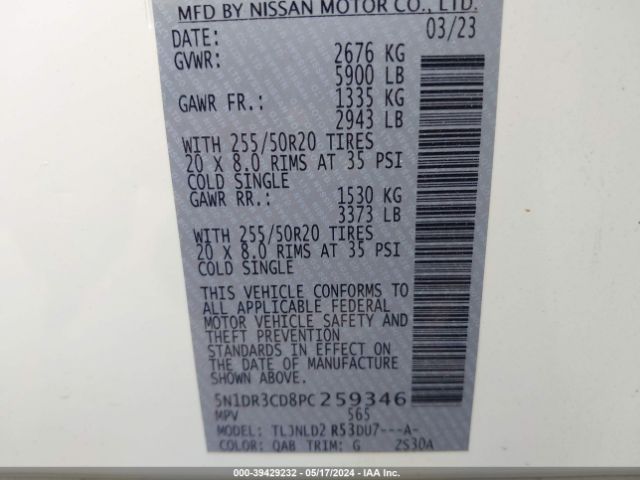 MFD BY NISSAN MOTOR CO., LTD.
DATE: 03/23
GVWR: 2676 KG
5900 LB
GAWR FR.: 1335 KG
2943 LB
WITH 255/50R20 TIRES
20 X 8.0 RIMS AT 35 PSI
COLD SINGLE
GAWR RR.: 1530 KG
3373 LB
WITH 255/50R20 TIRES
20 X 8.0 RIMS AT 35 PSI
COLD SINGLE
THIS VEHICLE CONFORMS TO
ALL APPLICABLE FEDERAL
MOTOR VEHICLE SAFETY AND
THEFT PREVENTION
STANDARDS IN EFFECT ON
THE DATE OF MANUFACTURE
SHOWN ABOVE.
5N1DR3CD8PC259346
MPV 565
MODEL: TLJNLD2 R53DU7---A-
COLOR: QAB TRIM: G ZS30A
000-39429232 - 05/17/2024 - IAA Inc.